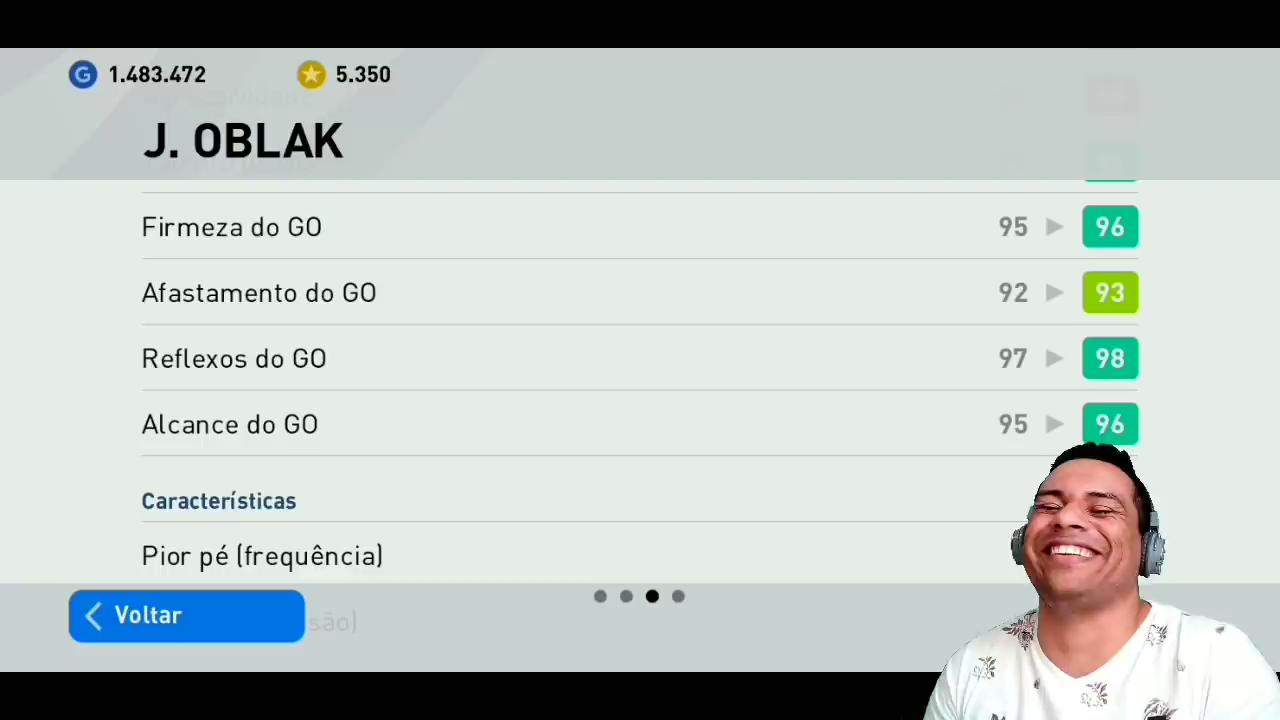 G 1.483.472 5.350
J. OBLAK
Firmeza do GO 95 96
Afastamento do GO 92 93
Reflexos do GO 97 98
Alcance do GO 95 96
Características
Pior pé (frequência)
Voltar são)